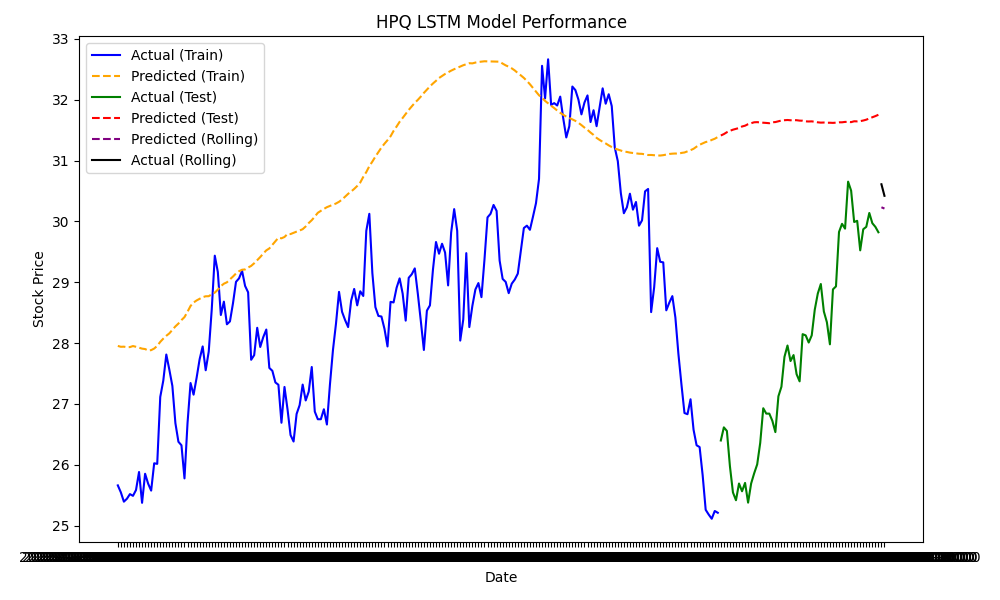 HPQ LSTM Model Performance
33
32
31
30
29
28
27
26
25
Stock Price
Actual (Train)
Predicted (Train)
Actual (Test)
Predicted (Test)
Predicted (Rolling)
Actual (Rolling)
Date